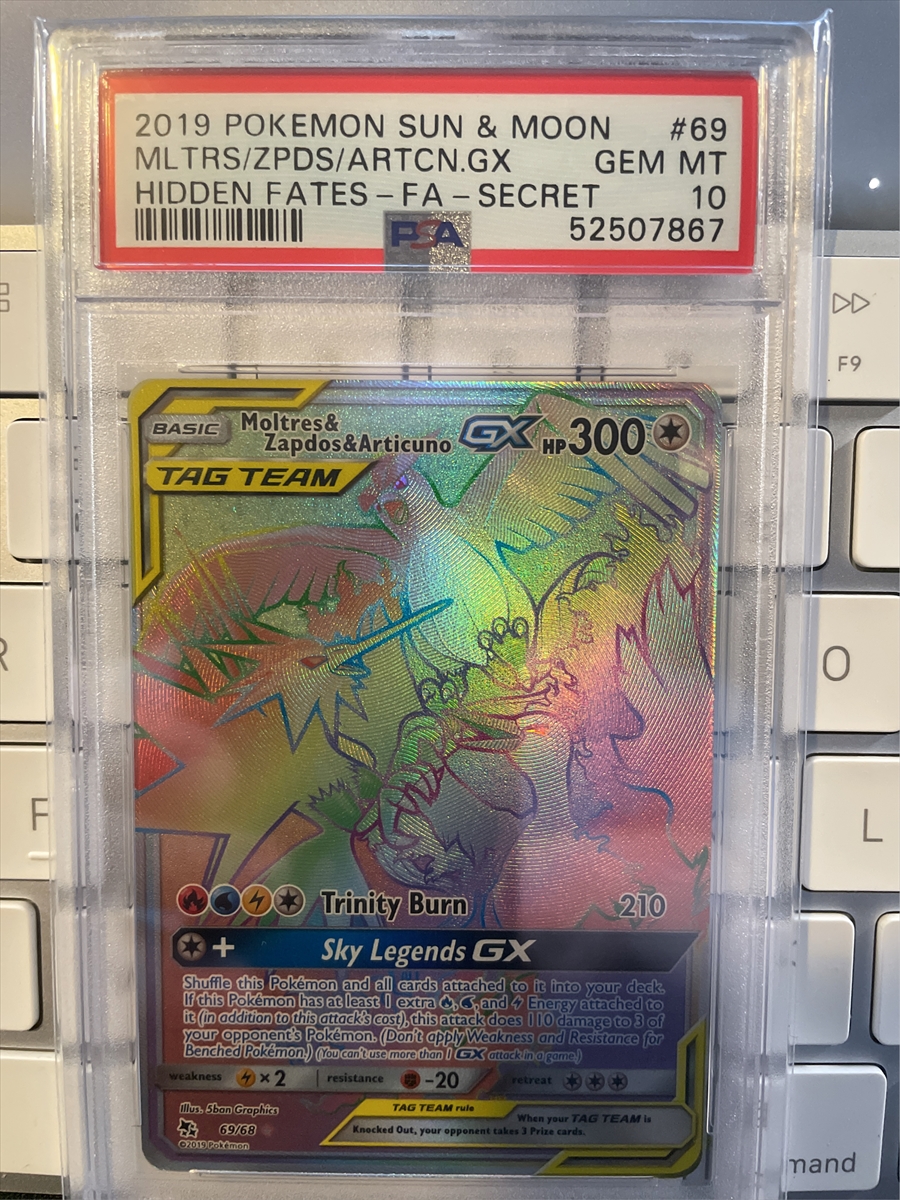 2019 POKEMON SUN & MOON #69
MLTRS/ZPDS/ARTCN.GX GEM MT
HIDDEN FATES - FA - SECRET 10
PSA 52507867
F9
BASIC Moltres&
Zapdos&Articuno GX HP300
TAG TEAM
R
O
F
L
Trinity Burn 210
+ Sky Legends GX
Shuffle this Pokémon and all cards attached to it into your deck.
If this Pokémon has at least 1 extra , , and Energy attached to
it (in addition to this attack's cost), this attack does 110 damage to 3 of
your opponent's Pokémon. (Don't apply Weakness and Resistance for
Benched Pokémon.) (You can't use more than 1 GX attack in a game.)
weakness ×2 resistance -20 retreat
Illus. 5ban Graphics
69/68
©2019 Pokémon
TAG TEAM rule
When your TAG TEAM is
Knocked Out, your opponent takes 3 Prize cards.
mand